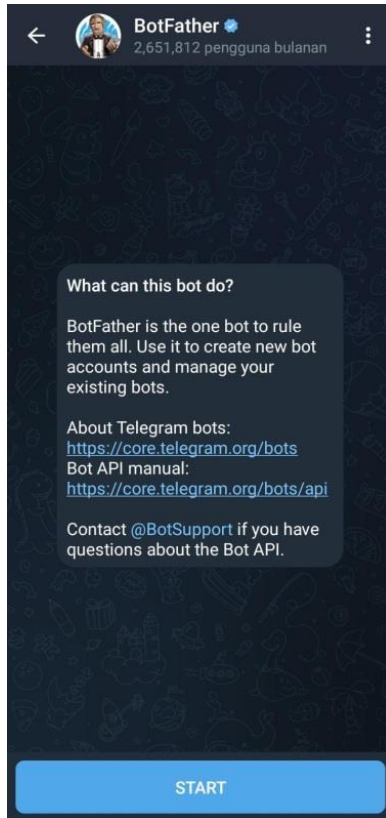 BotFather
2,651,812 pengguna bulanan
What can this bot do?
BotFather is the one bot to rule
them all. Use it to create new bot
accounts and manage your
existing bots.
About Telegram bots:
https://core.telegram.org/bots
Bot API manual:
https://core.telegram.org/bots/api
Contact @BotSupport if you have
questions about the Bot API.
START